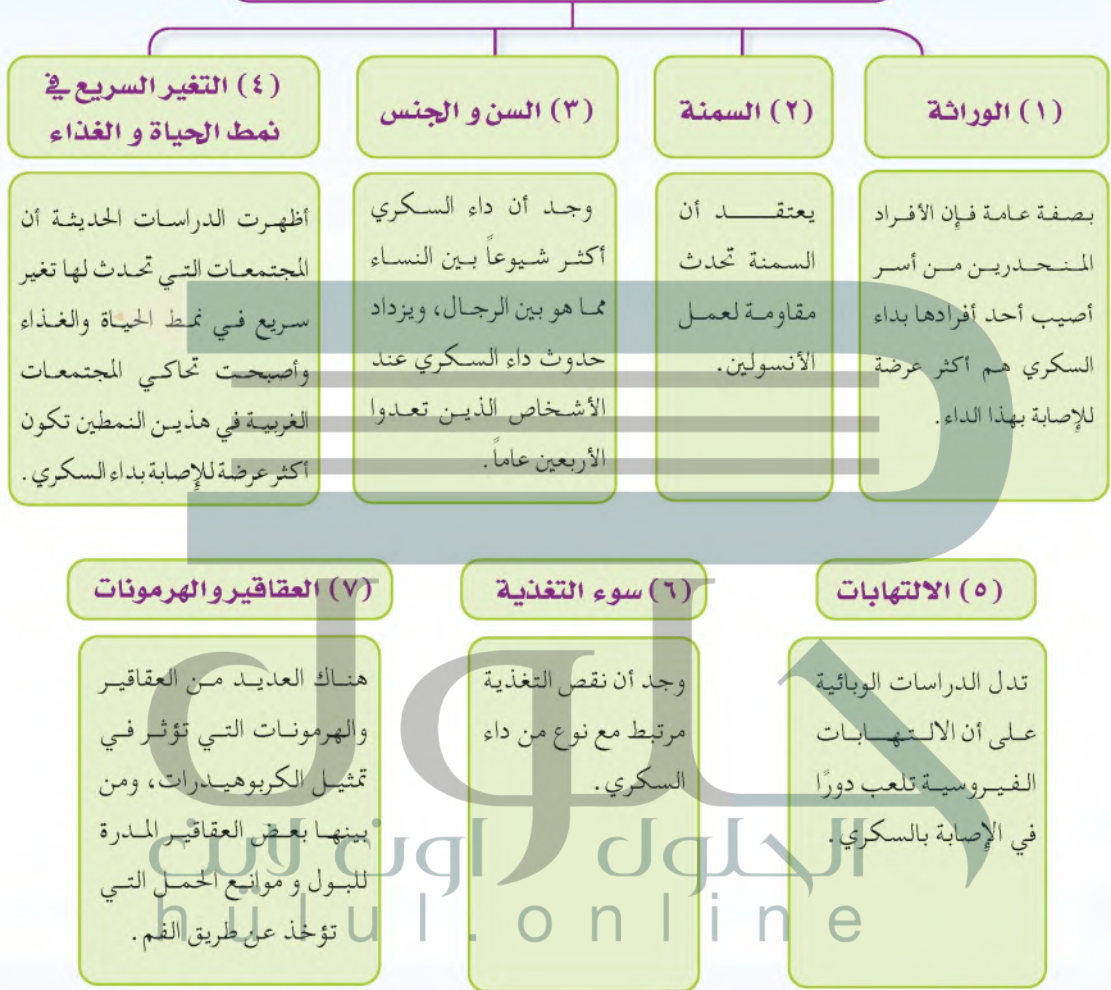 (١) الوراثة
بصفة عامة فإن الأفراد
المنحدرين من أسر
أصيب أحد أفرادها بداء
السكري هم أكثر عرضة
للإصابة بهذا الداء.
(٢) السمنة
يعتقد أن
السمنة تحدث
مقاومة لعمل
الأنسولين.
(٣) السن و الجنس
وجد أن داء السكري
أكثر شيوعاً بين النساء
مما هو بين الرجال، ويزداد
حدوث داء السكري عند
الأشخاص الذين تعدوا
الأربعين عاماً.
(٤) التغير السريع في
نمط الحياة و الغذاء
أظهرت الدراسات الحديثة أن
المجتمعات التي تحدث لها تغير
سريع في نمط الحياة والغذاء
وأصبحت تحاكي المجتمعات
الغربية في هذين النمطين تكون
أكثر عرضة للإصابة بداء السكري.
(٥) الالتهابات
تدل الدراسات الوبائية
على أن الالتهابات
الفيروسية تلعب دورًا
في الإصابة بالسكري.
(٦) سوء التغذية
وجد أن نقص التغذية
مرتبط مع نوع من داء
السكري.
(٧) العقاقير والهرمونات
هناك العديد من العقاقير
والهرمونات التي تؤثر في
تمثيل الكربوهيدرات، ومن
بينها بعض العقاقير المدرة
للبول و موانع الحمل التي
تؤخذ عن طريق الفم.
حلول
الحلول اون لاين
hulul.online